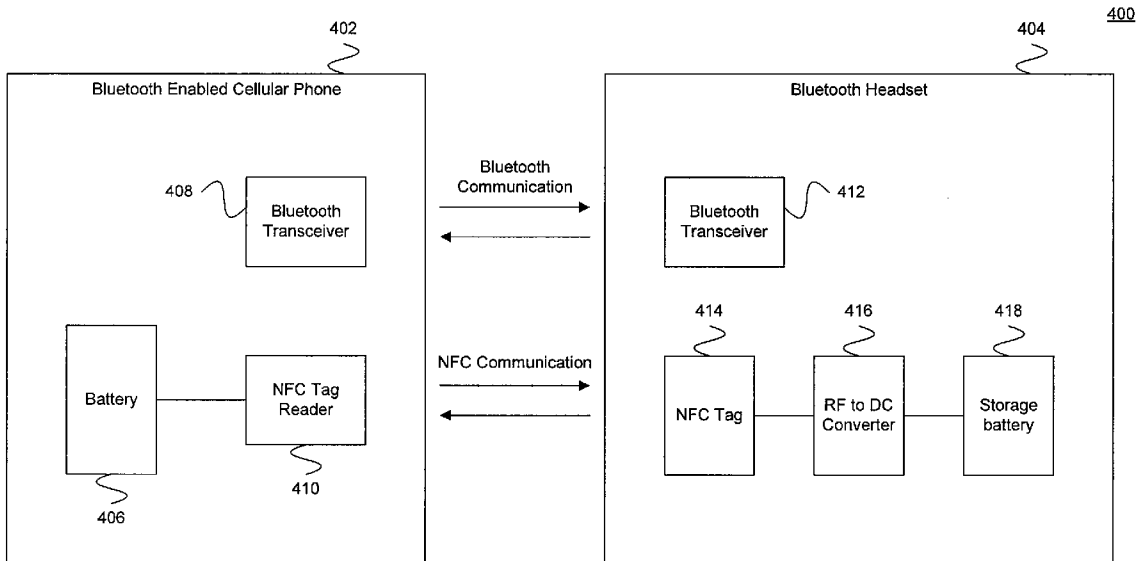 400
402
404
Bluetooth Enabled Cellular Phone
Bluetooth Headset
408
Bluetooth
Transceiver
Bluetooth
Communication
Bluetooth
Transceiver
412
Battery
406
NFC Tag
Reader
410
NFC Communication
414
416
418
NFC Tag
RF to DC
Converter
Storage
battery